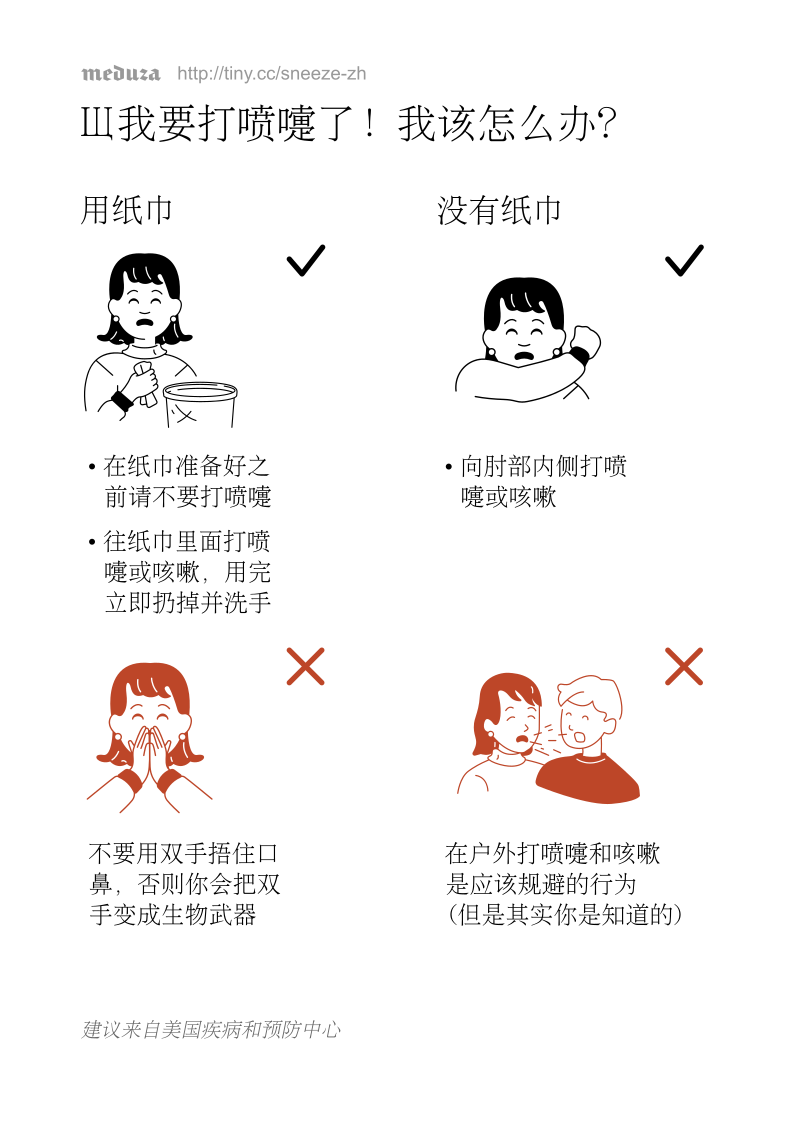 meduza http://tiny.cc/sneeze-zh
Ш我要打喷嚏了！我该怎么办？
用纸巾
• 在纸巾准备好之
前请不要打喷嚏
• 往纸巾里面打喷
嚏或咳嗽，用完
立即扔掉并洗手
没有纸巾
• 向肘部内侧打喷
嚏或咳嗽
不要用双手捂住口
鼻，否则你会把双
手变成生物武器
在户外打喷嚏和咳嗽
是应该规避的行为
（但是其实你是知道的）
建议来自美国疾病和预防中心